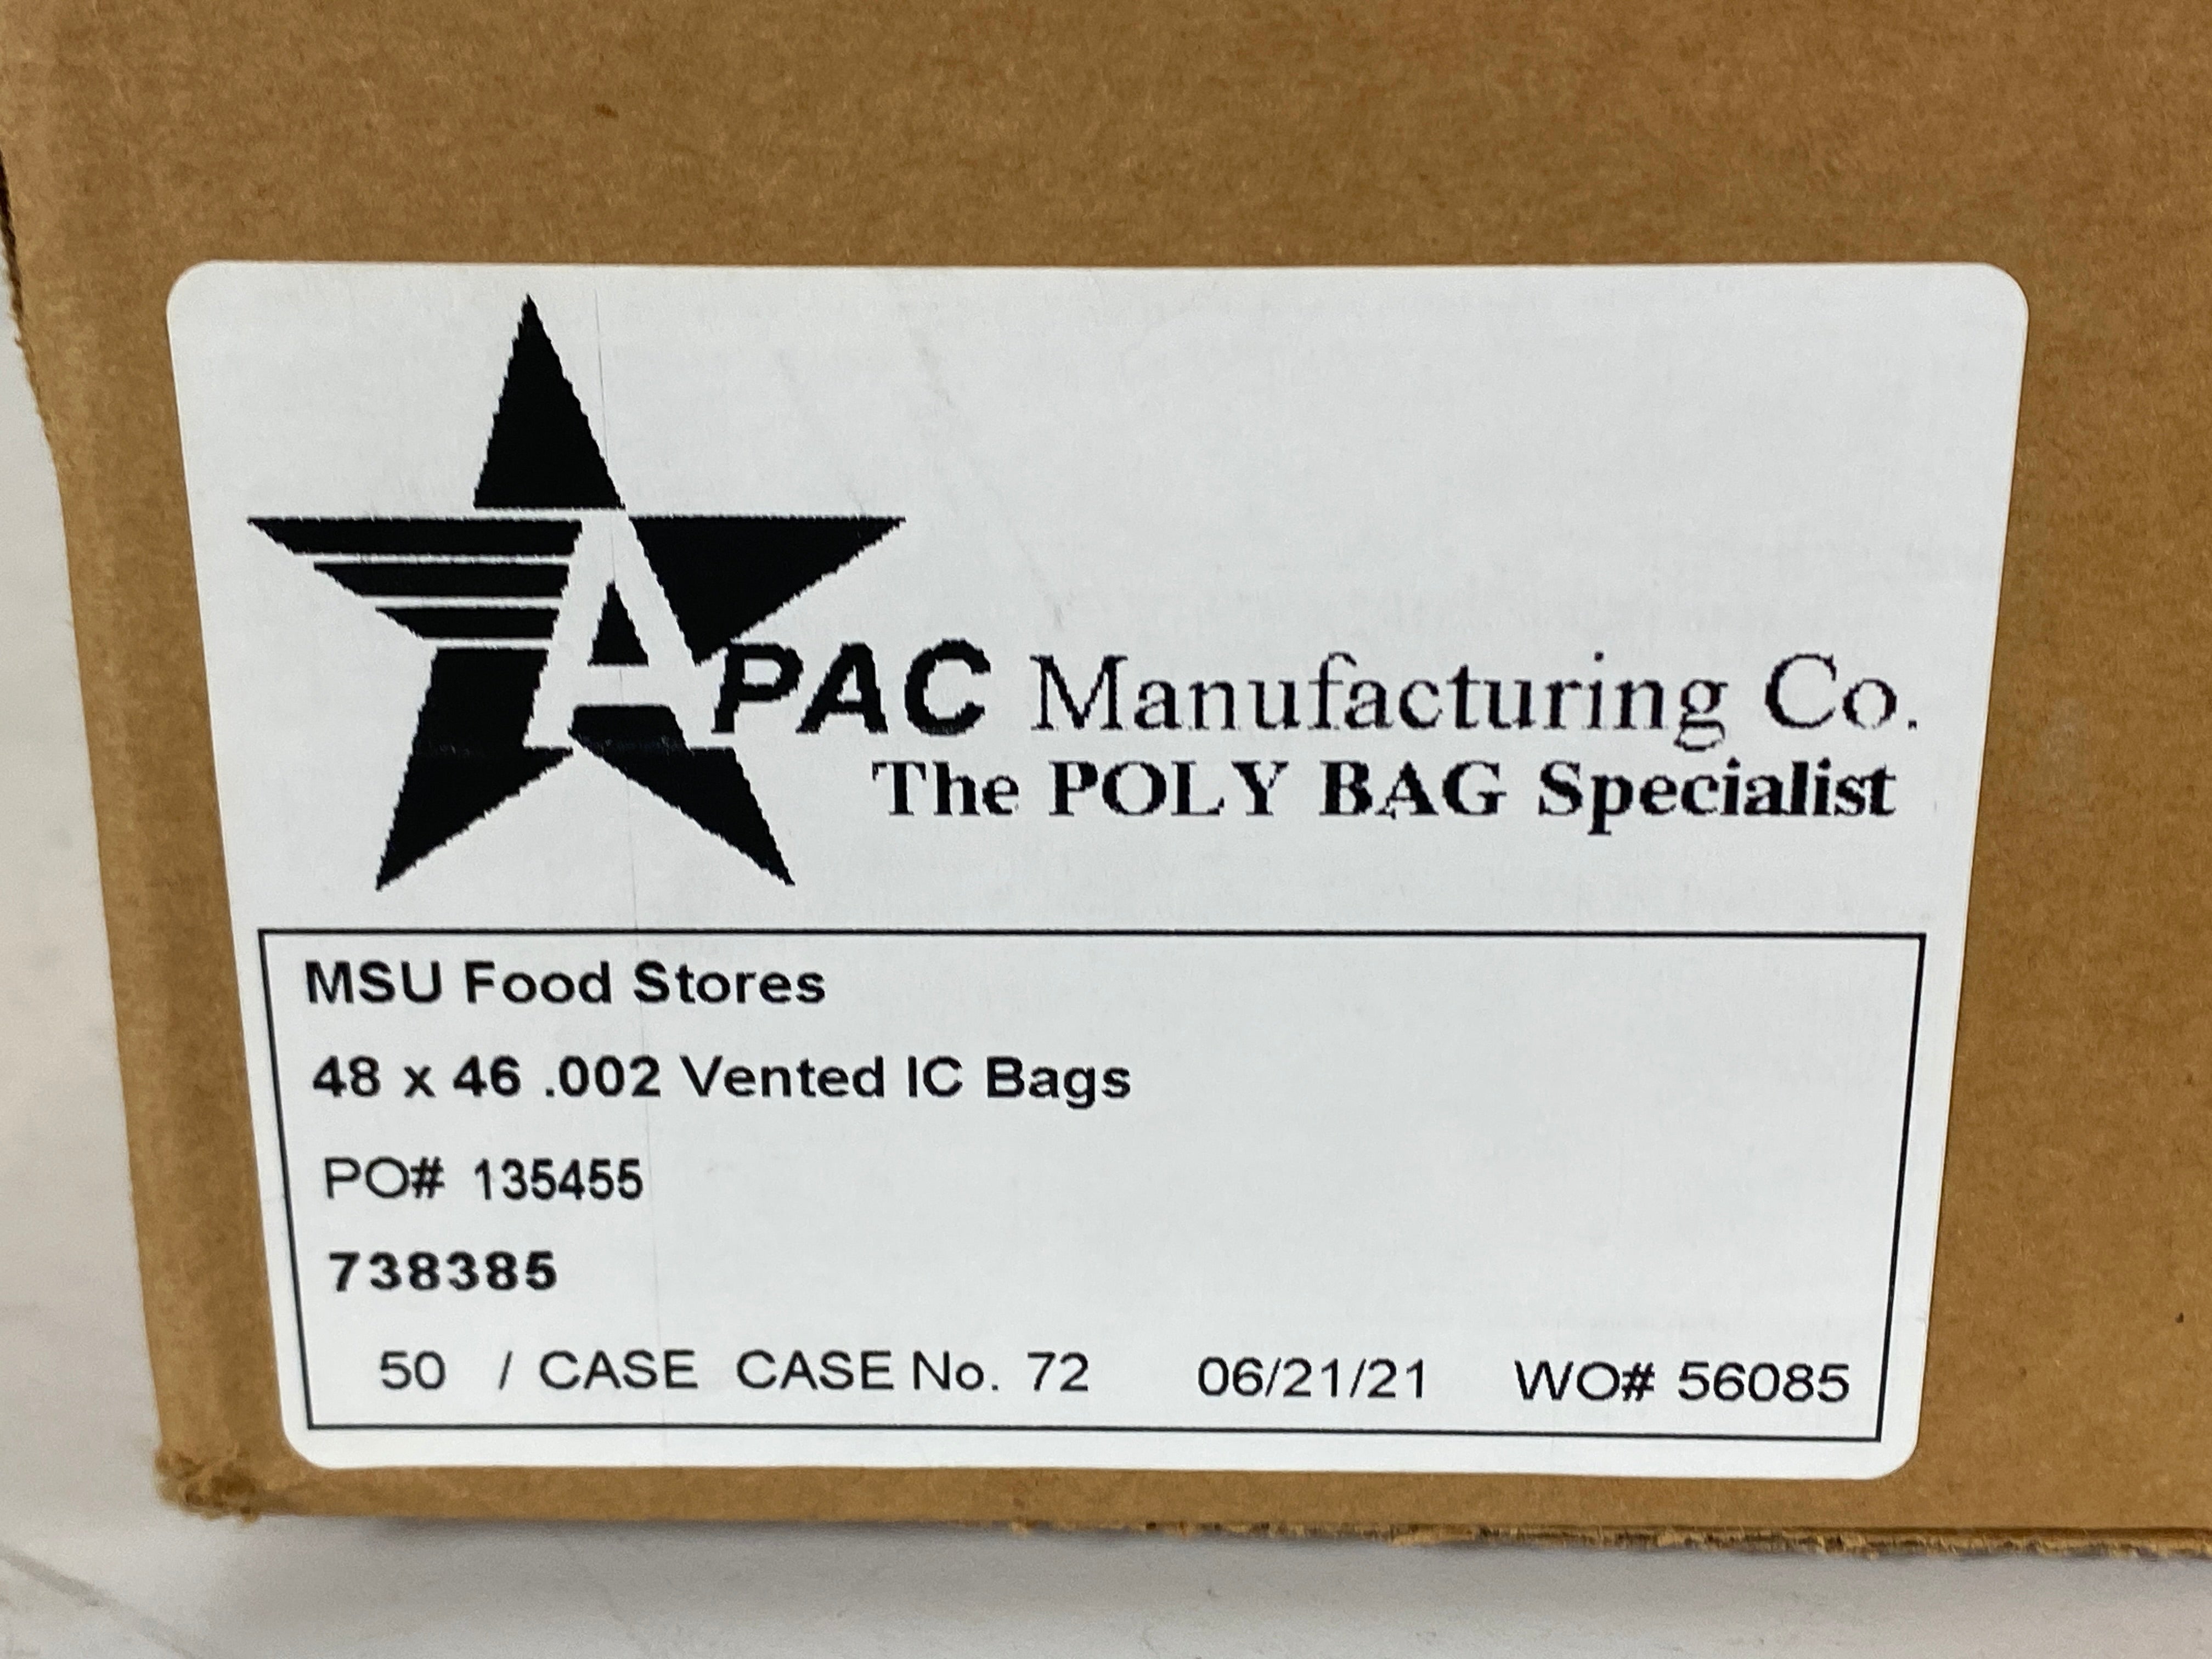 APAC Manufacturing Co.
The POLY BAG Specialist
MSU Food Stores
48 x 46 .002 Vented IC Bags
PO# 135455
738385
50 / CASE CASE No. 72 06/21/21 WO# 56085